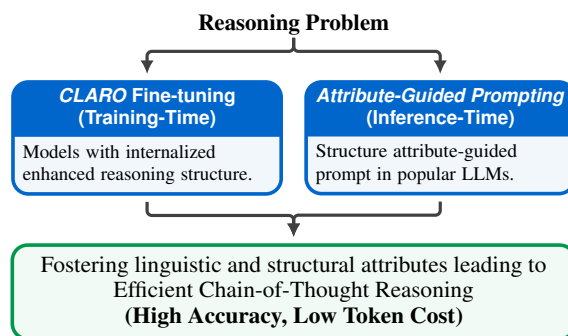 Reasoning Problem
CLARO Fine-tuning
(Training-Time)
Models with internalized
enhanced reasoning structure.
Attribute-Guided Prompting
(Inference-Time)
Structure attribute-guided
prompt in popular LLMs.
Fostering linguistic and structural attributes leading to
Efficient Chain-of-Thought Reasoning
(High Accuracy, Low Token Cost)